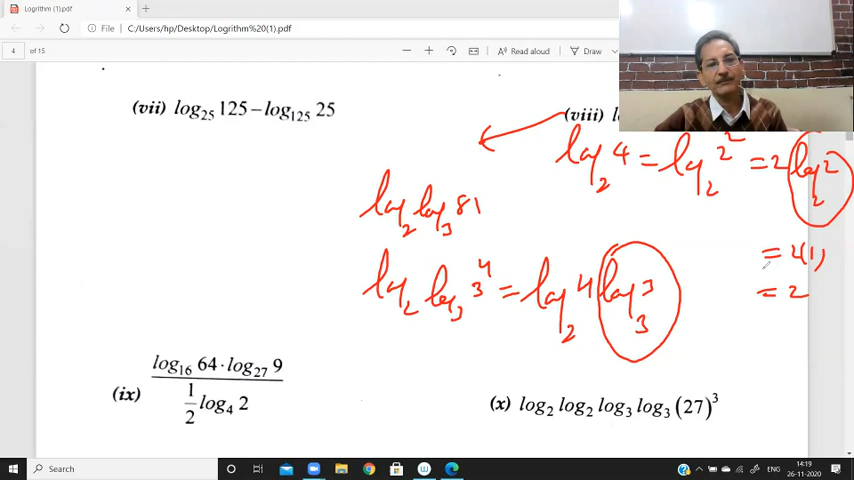 Logrithm (1).pdf
File
C:/Users/hp/Desktop/Logrithm%20(1).pdf
4 of 15
Read aloud
Draw
(vii) log₂₅ 125 – log₁₂₅ 25
(viii)
log₂ 4 = log₂ 2² = 2 log₂ 2
= 2(1)
= 2
log₂ log₃ 81
log₂ log₃ 3⁴ = log₂ 4 log₃ 3
(ix) log₁₆ 64 · log₂₇ 9
1/2 log₄ 2
(x) log₂ log₂ log₃ log₃ (27)³
Search
ENG
14:19
26-11-2020